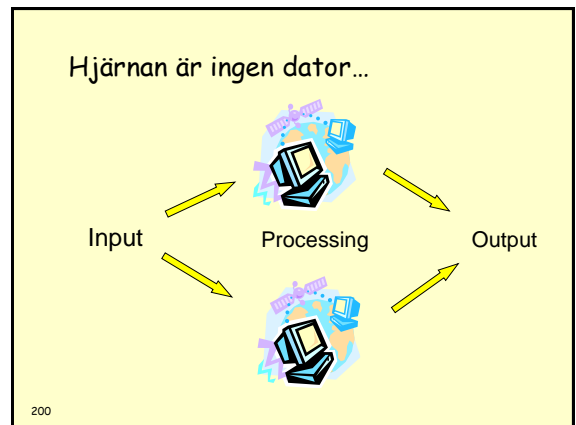 Hjärnan är ingen dator…
Input
Processing
Output
200